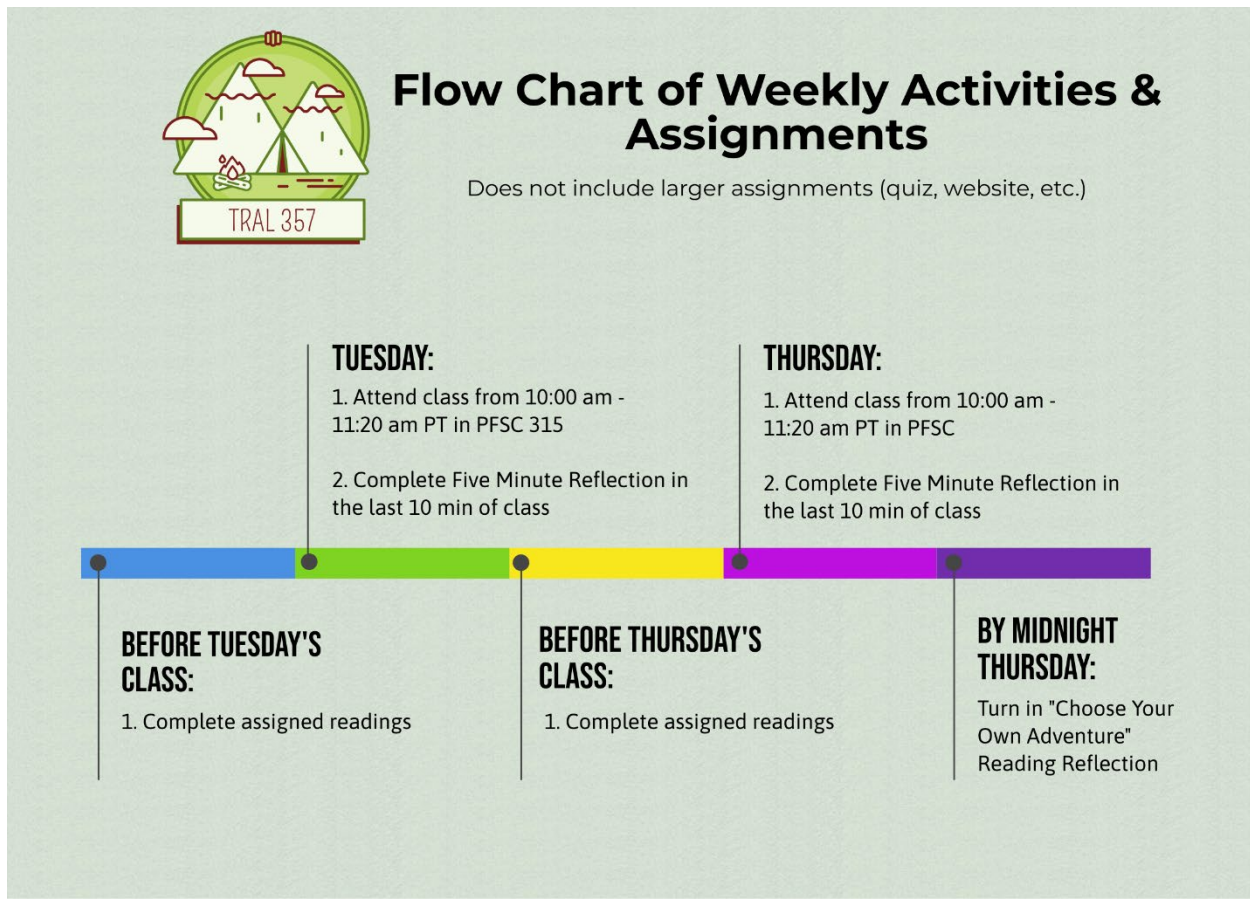 TRAL 357
Flow Chart of Weekly Activities &
Assignments
Does not include larger assignments (quiz, website, etc.)
TUESDAY:
1. Attend class from 10:00 am -
11:20 am PT in PFSC 315
2. Complete Five Minute Reflection in
the last 10 min of class
THURSDAY:
1. Attend class from 10:00 am -
11:20 am PT in PFSC
2. Complete Five Minute Reflection in
the last 10 min of class
BEFORE TUESDAY'S
CLASS:
1. Complete assigned readings
BEFORE THURSDAY'S
CLASS:
1. Complete assigned readings
BY MIDNIGHT
THURSDAY:
Turn in "Choose Your
Own Adventure"
Reading Reflection